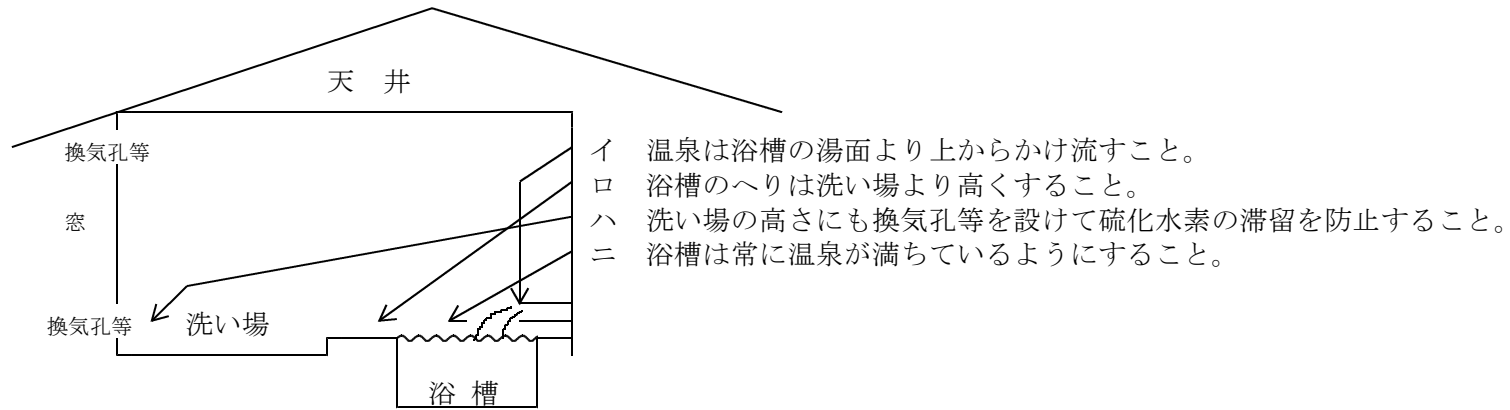 天　井
換気孔等
イ　温泉は浴槽の湯面より上からかけ流すこと。
ロ　浴槽のへりは洗い場より高くすること。
窓
ハ　洗い場の高さにも換気孔等を設けて硫化水素の滞留を防止すること。
ニ　浴槽は常に温泉が満ちているようにすること。
換気孔等
洗い場
浴 槽